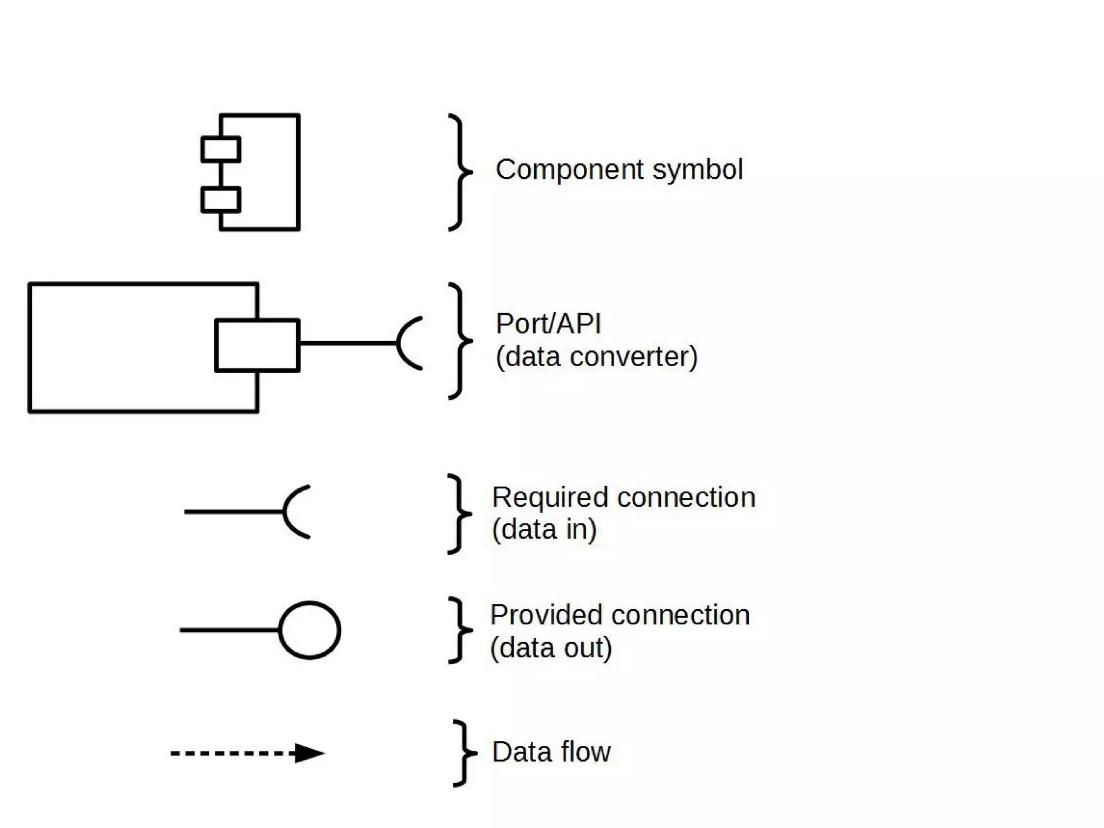 Component symbol
Port/API
(data converter)
Required connection
(data in)
Provided connection
(data out)
Data flow